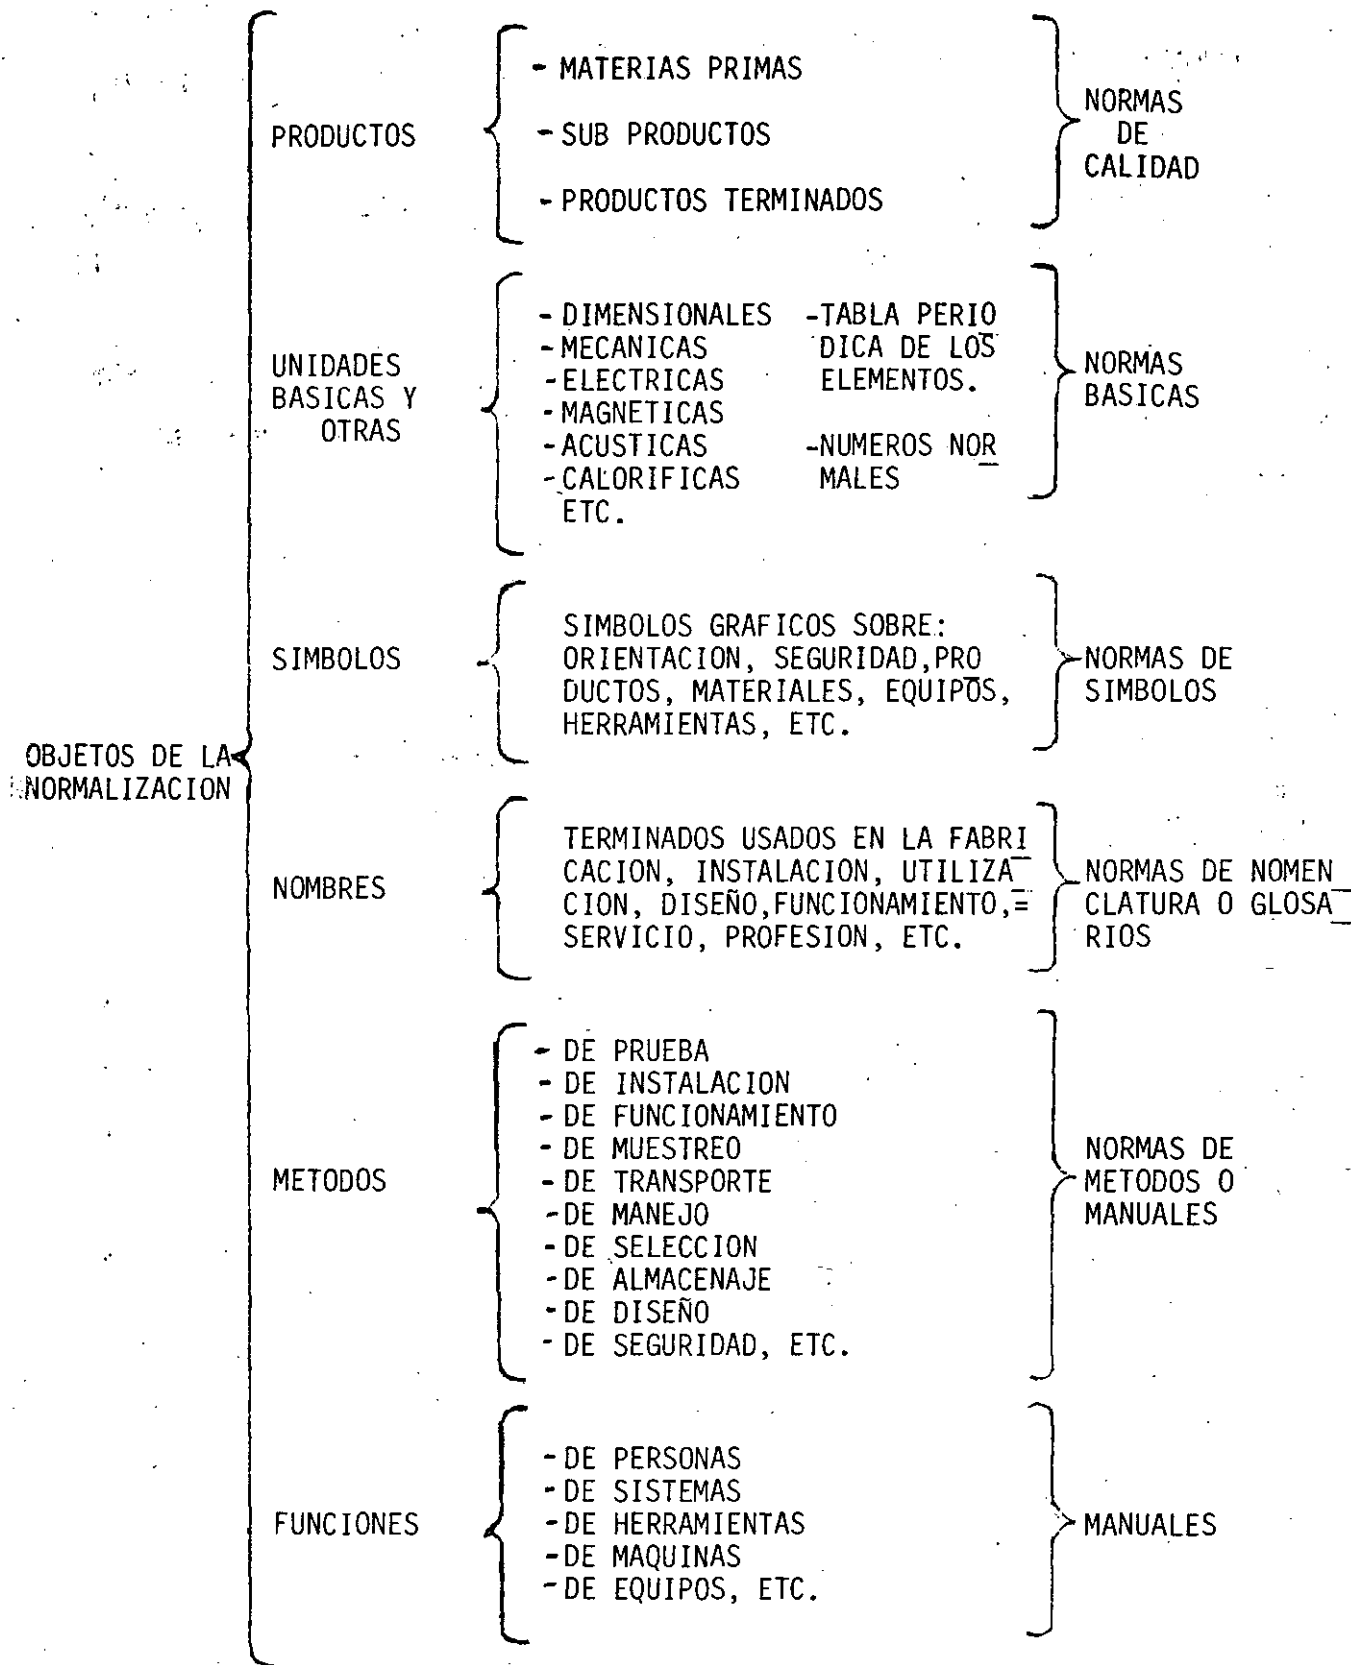 PRODUCTOS
- MATERIAS PRIMAS
- SUB PRODUCTOS
- PRODUCTOS TERMINADOS
NORMAS
DE
CALIDAD
UNIDADES
BASICAS Y
OTRAS
- DIMENSIONALES
- MECANICAS
- ELECTRICAS
- MAGNETICAS
- ACUSTICAS
- CALORIFICAS
ETC.
-TABLA PERIO
DICA DE LOS
ELEMENTOS.
-NUMEROS NOR
MALES
NORMAS
BASICAS
SIMBOLOS
SIMBOLOS GRAFICOS SOBRE:
ORIENTACION, SEGURIDAD,PRO
DUCTOS, MATERIALES, EQUIPOS,
HERRAMIENTAS, ETC.
NORMAS DE
SIMBOLOS
OBJETOS DE LA
NORMALIZACION
NOMBRES
TERMINADOS USADOS EN LA FABRI
CACION, INSTALACION, UTILIZA
CION, DISEÑO,FUNCIONAMIENTO,=
SERVICIO, PROFESION, ETC.
NORMAS DE NOMEN
CLATURA O GLOSA
RIOS
METODOS
- DE PRUEBA
- DE INSTALACION
- DE FUNCIONAMIENTO
- DE MUESTREO
- DE TRANSPORTE
- DE MANEJO
- DE SELECCION
- DE ALMACENAJE
- DE DISEÑO
- DE SEGURIDAD, ETC.
NORMAS DE
METODOS O
MANUALES
FUNCIONES
- DE PERSONAS
- DE SISTEMAS
- DE HERRAMIENTAS
- DE MAQUINAS
- DE EQUIPOS, ETC.
MANUALES